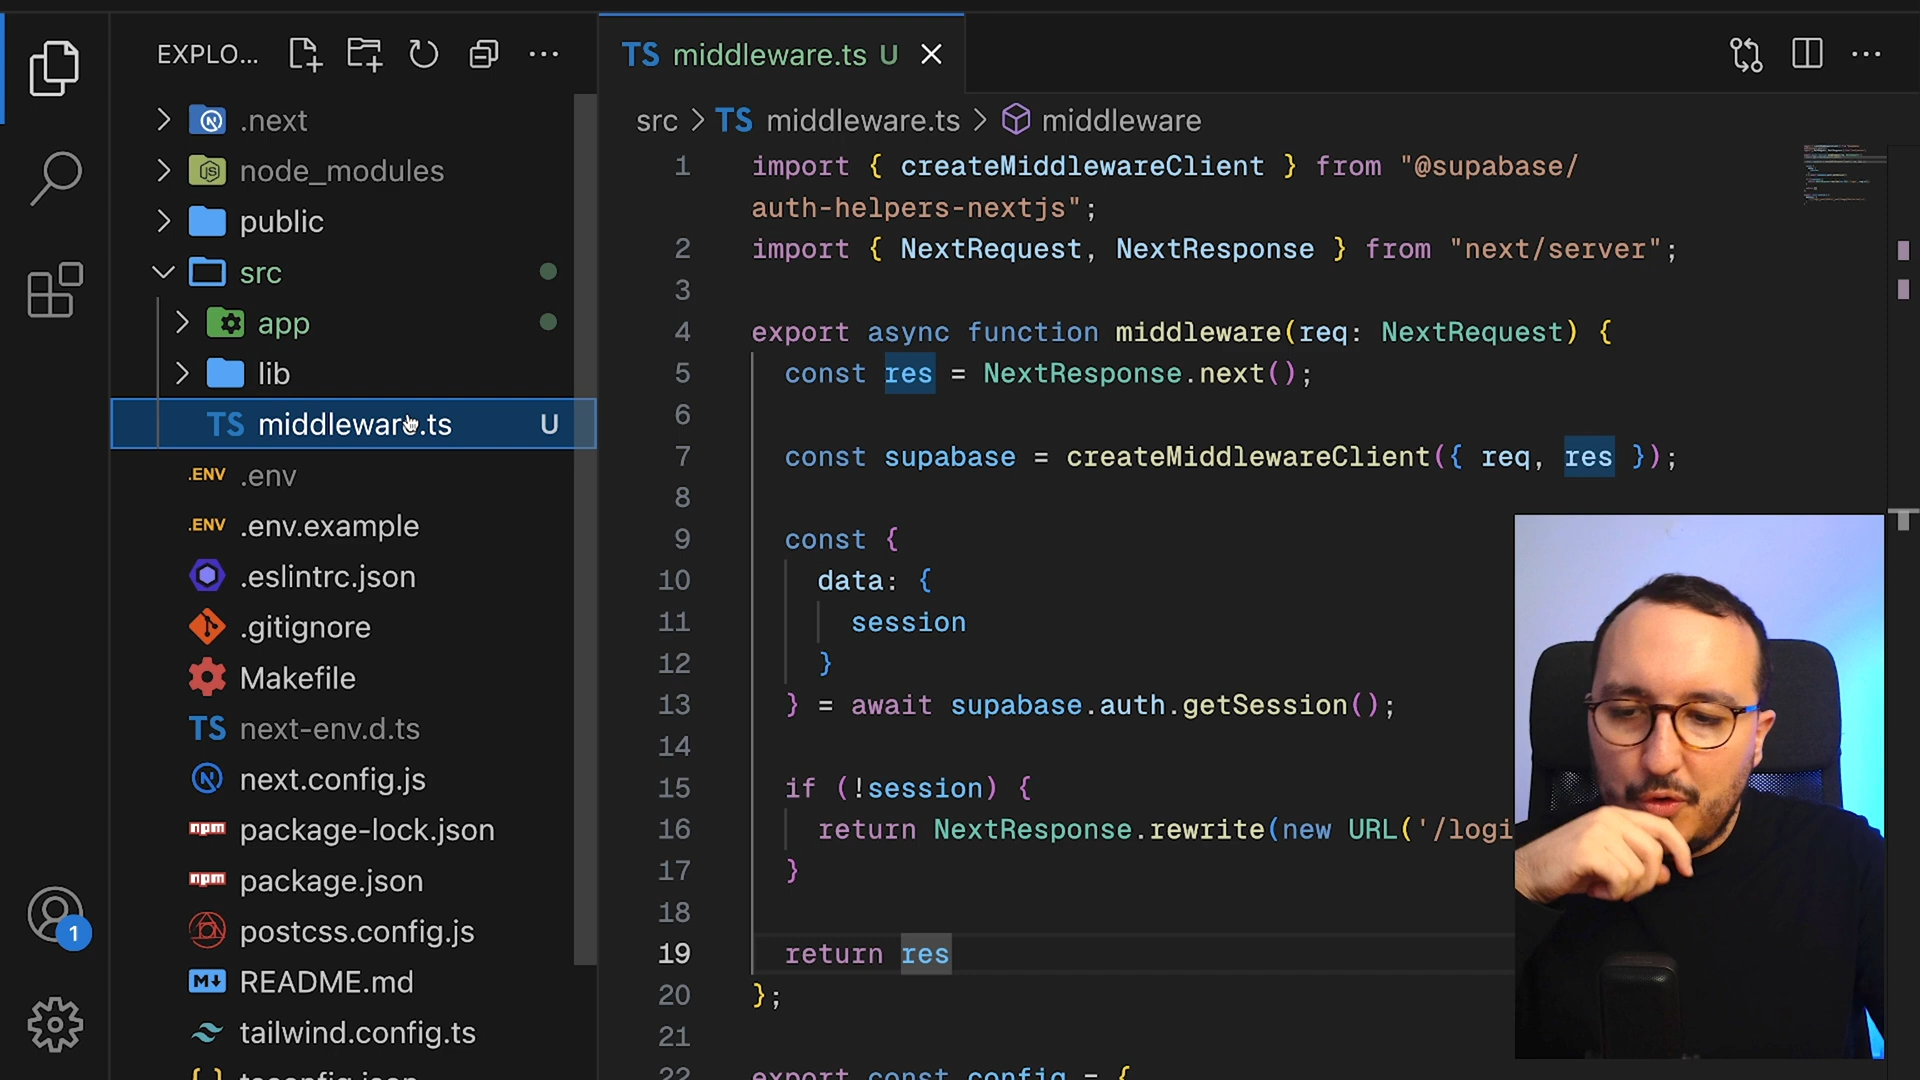 EXPLO...
.next
node_modules
public
src
app
lib
TS middleware.ts U
.ENV .env
.ENV .env.example
.eslintrc.json
.gitignore
Makefile
TS next-env.d.ts
next.config.js
npm package-lock.json
npm package.json
postcss.config.js
README.md
tailwind.config.ts
1
TS middleware.ts U
src > TS middleware.ts > middleware
1 import { createMiddlewareClient } from "@supabase/
auth-helpers-nextjs";
2 import { NextRequest, NextResponse } from "next/server";
3
4 export async function middleware(req: NextRequest) {
5 const res = NextResponse.next();
6
7 const supabase = createMiddlewareClient({ req, res });
8
9 const {
10 data: {
11 session
12 }
13 } = await supabase.auth.getSession();
14
15 if (!session) {
16 return NextResponse.rewrite(new URL('/logi
17 }
18
19 return res
20 };
21
22 export const config = {